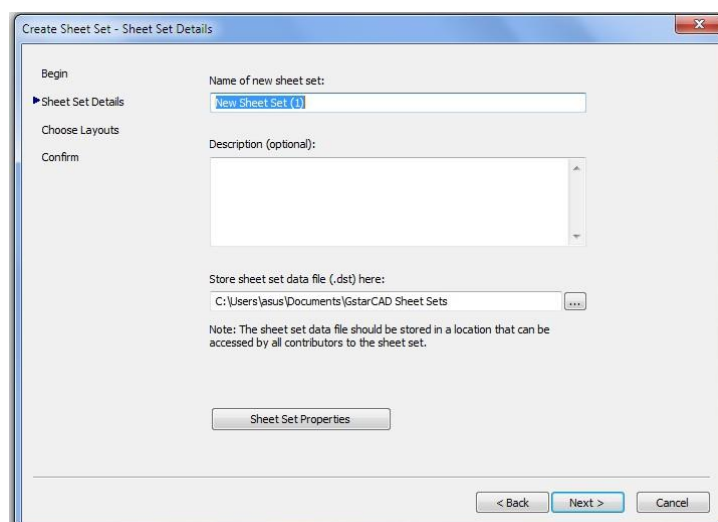 Create Sheet Set - Sheet Set Details
Begin
Sheet Set Details
Choose Layouts
Confirm
Name of new sheet set:
New Sheet Set (1)
Description (optional):
Store sheet set data file (.dst) here:
C:\Users\asus\Documents\GstarCAD Sheet Sets
...
Note: The sheet set data file should be stored in a location that can be
accessed by all contributors to the sheet set.
Sheet Set Properties
< Back
Next >
Cancel